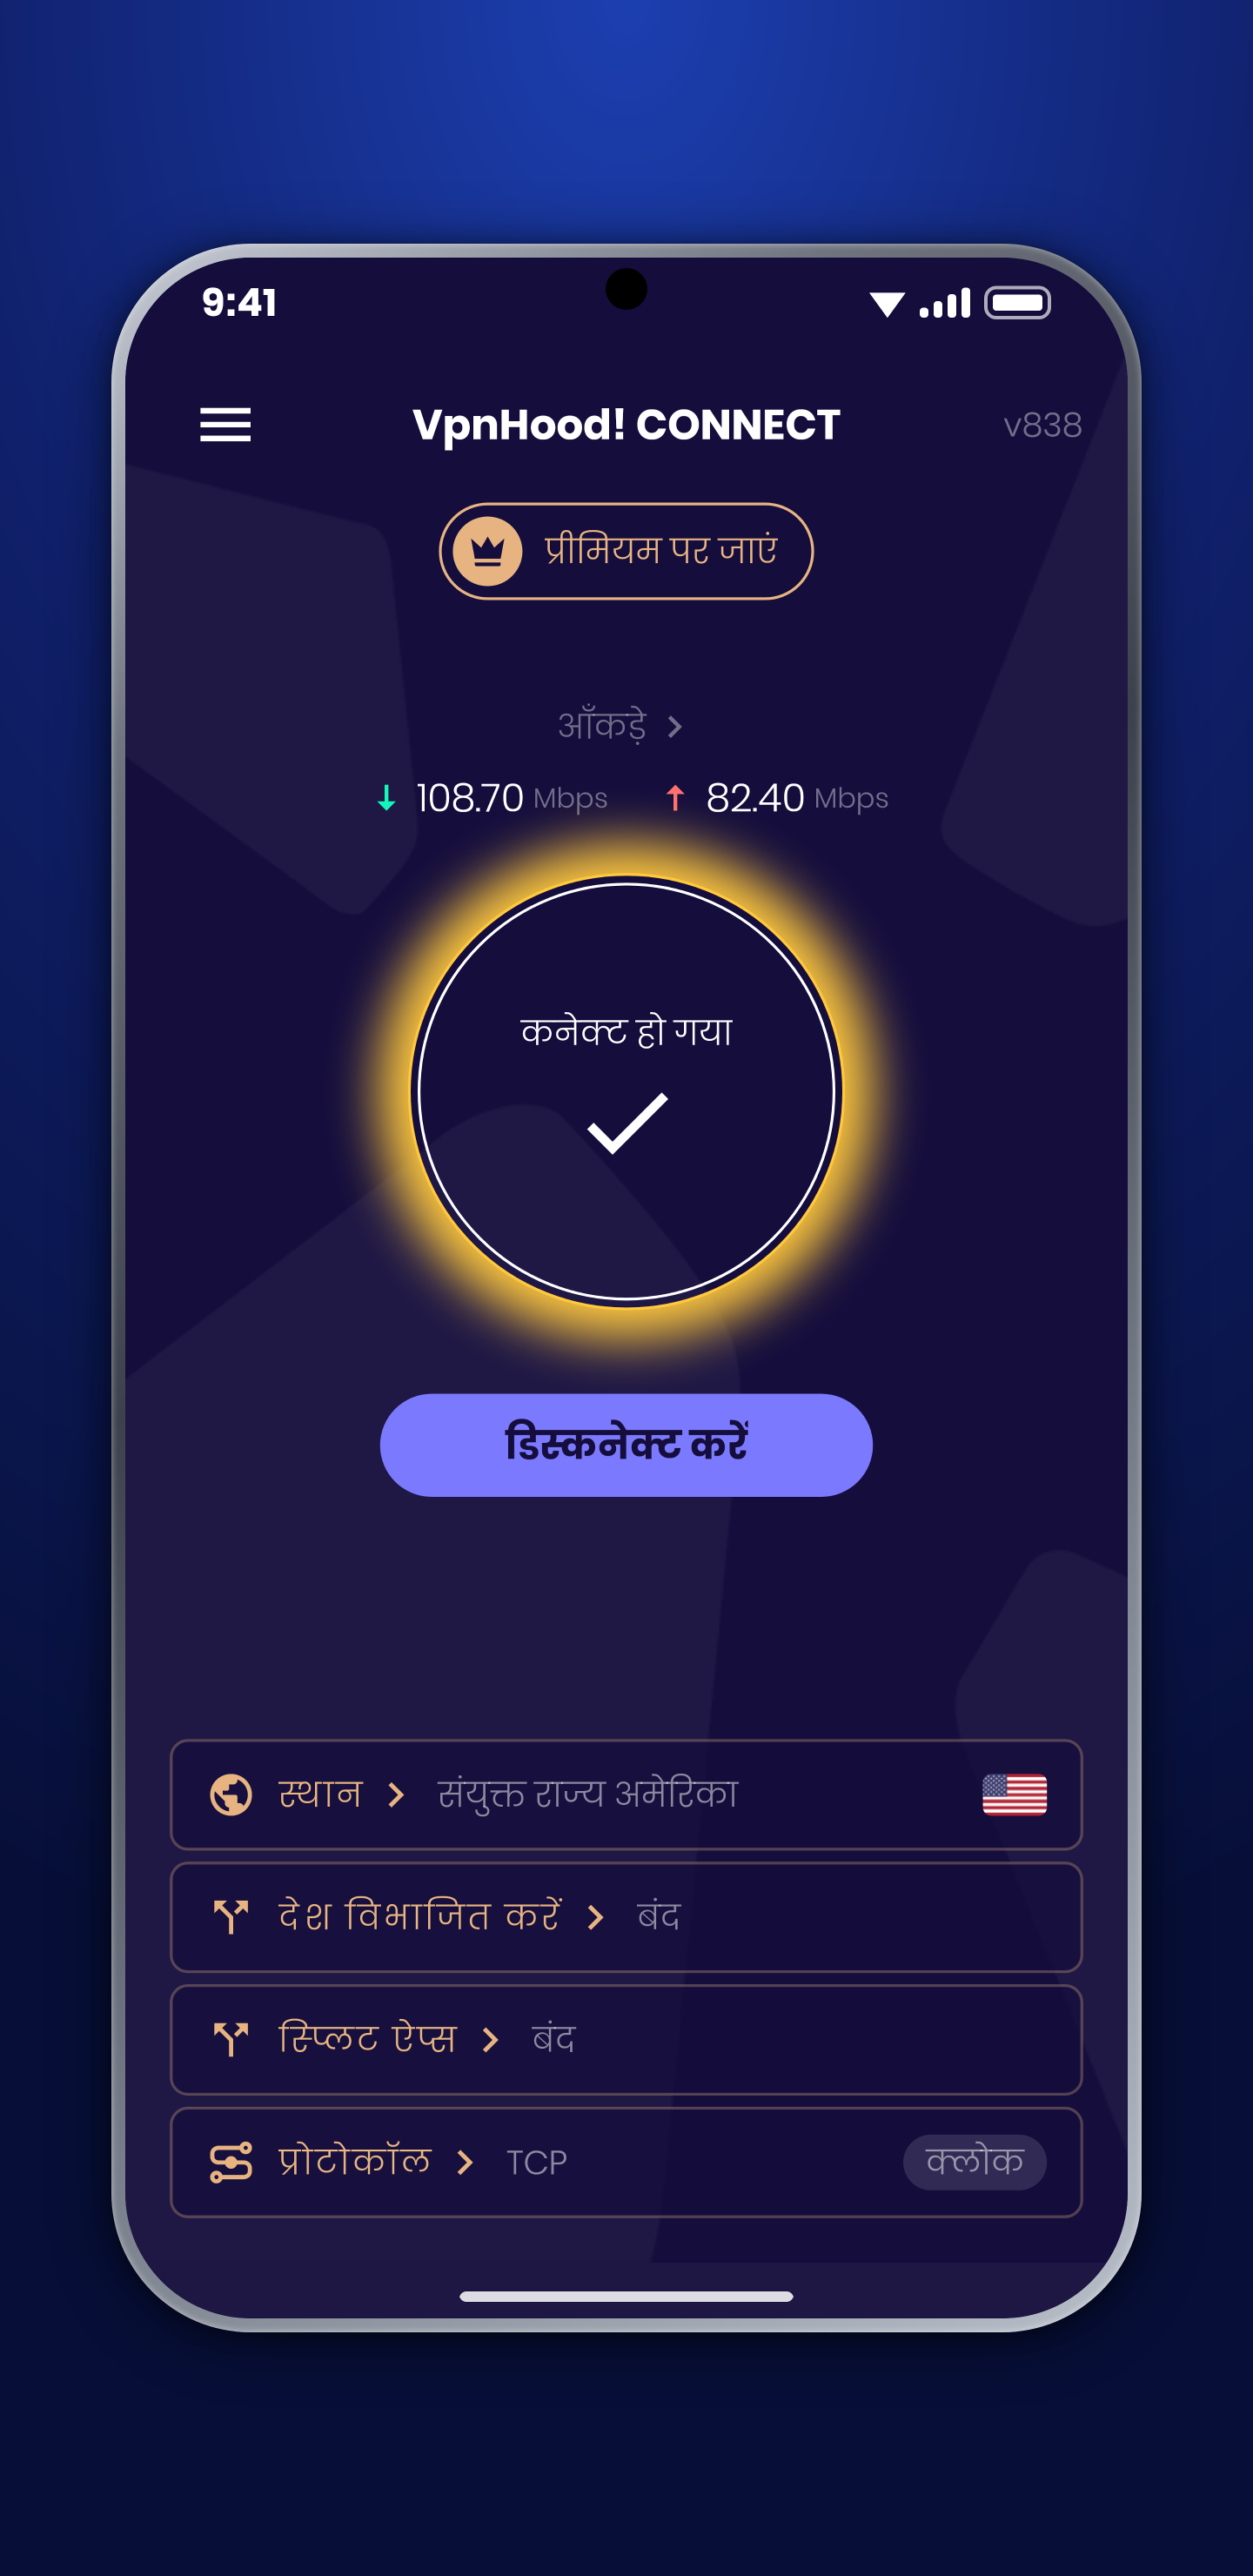 9:41
VpnHood! CONNECT v838
प्रीमियम पर जाएं
आँकड़े
108.70 Mbps 82.40 Mbps
कनेक्ट हो गया
डिस्कनेक्ट करें
स्थान संयुक्त राज्य अमेरिका
देश विभाजित करें बंद
स्प्लिट ऐप्स बंद
प्रोटोकॉल TCP क्लोक